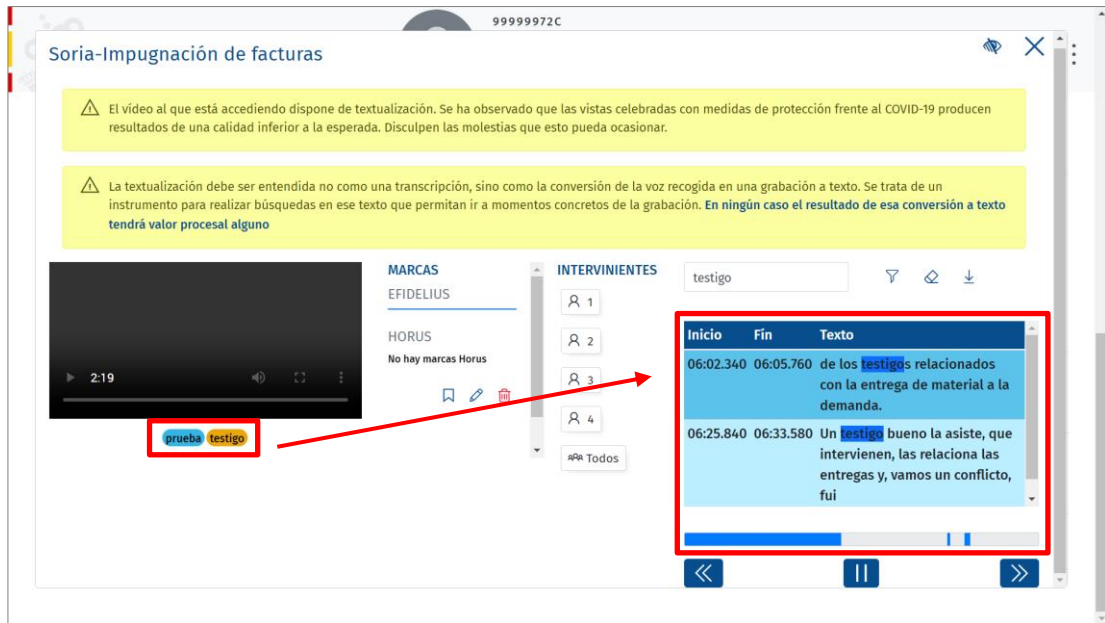 99999972C
Soria-Impugnación de facturas
El vídeo al que está accediendo dispone de textualización. Se ha observado que las vistas celebradas con medidas de protección frente al COVID-19 producen
resultados de una calidad inferior a la esperada. Disculpen las molestias que esto pueda ocasionar.
La textualización debe ser entendida no como una transcripción, sino como la conversión de la voz recogida en una grabación a texto. Se trata de un
instrumento para realizar búsquedas en ese texto que permitan ir a momentos concretos de la grabación. En ningún caso el resultado de esa conversión a texto
tendrá valor procesal alguno
2:19
prueba testigo
MARCAS
EFIDELIUS
HORUS
No hay marcas Horus
INTERVINIENTES
1
2
3
4
Todos
testigo
Inicio Fín Texto
06:02.340 06:05.760 de los testigos relacionados
con la entrega de material a la
demanda.
06:25.840 06:33.580 Un testigo bueno la asiste, que
intervienen, las relaciona las
entregas y, vamos un conflicto,
fui